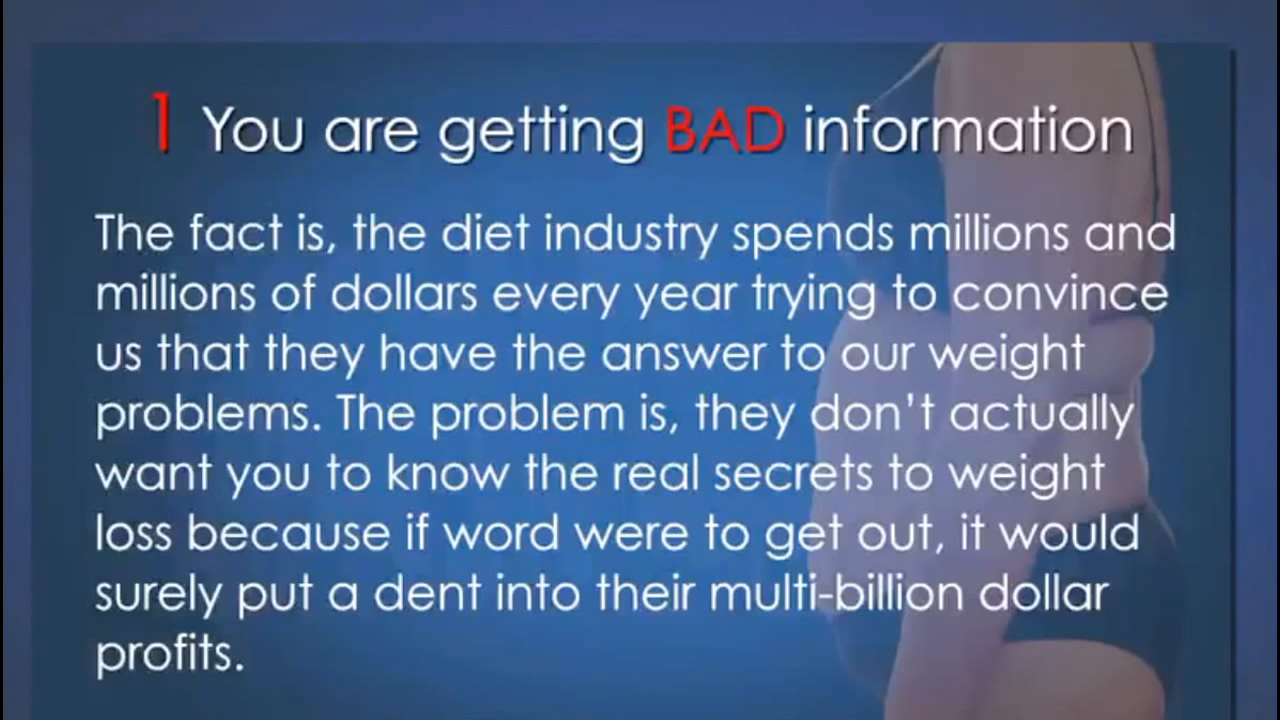 1 You are getting BAD information
The fact is, the diet industry spends millions and
millions of dollars every year trying to convince
us that they have the answer to our weight
problems. The problem is, they don’t actually
want you to know the real secrets to weight
loss because if word were to get out, it would
surely put a dent into their multi-billion dollar
profits.